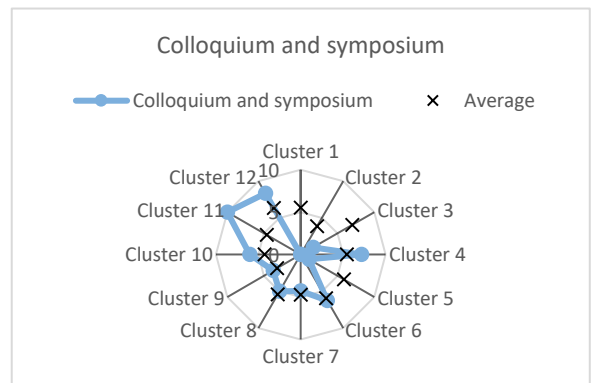 Colloquium and symposium
Colloquium and symposium
Average
Cluster 1
10
Cluster 12
Cluster 2
Cluster 11
Cluster 3
5
Cluster 10
0
Cluster 4
Cluster 9
Cluster 5
Cluster 8
Cluster 6
Cluster 7